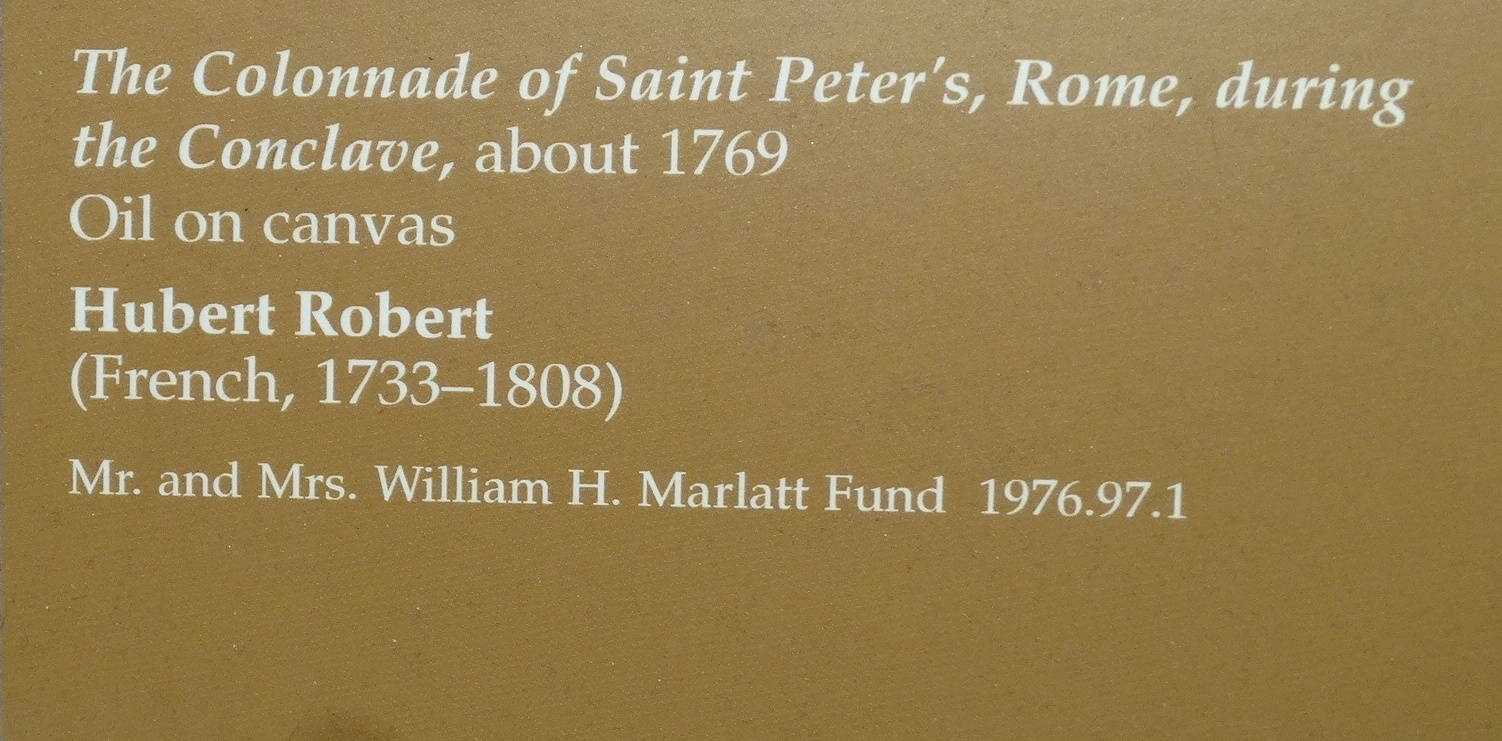 The Colonnade of Saint Peter's, Rome, during
the Conclave, about 1769
Oil on canvas
Hubert Robert
(French, 1733–1808)
Mr. and Mrs. William H. Marlatt Fund 1976.97.1